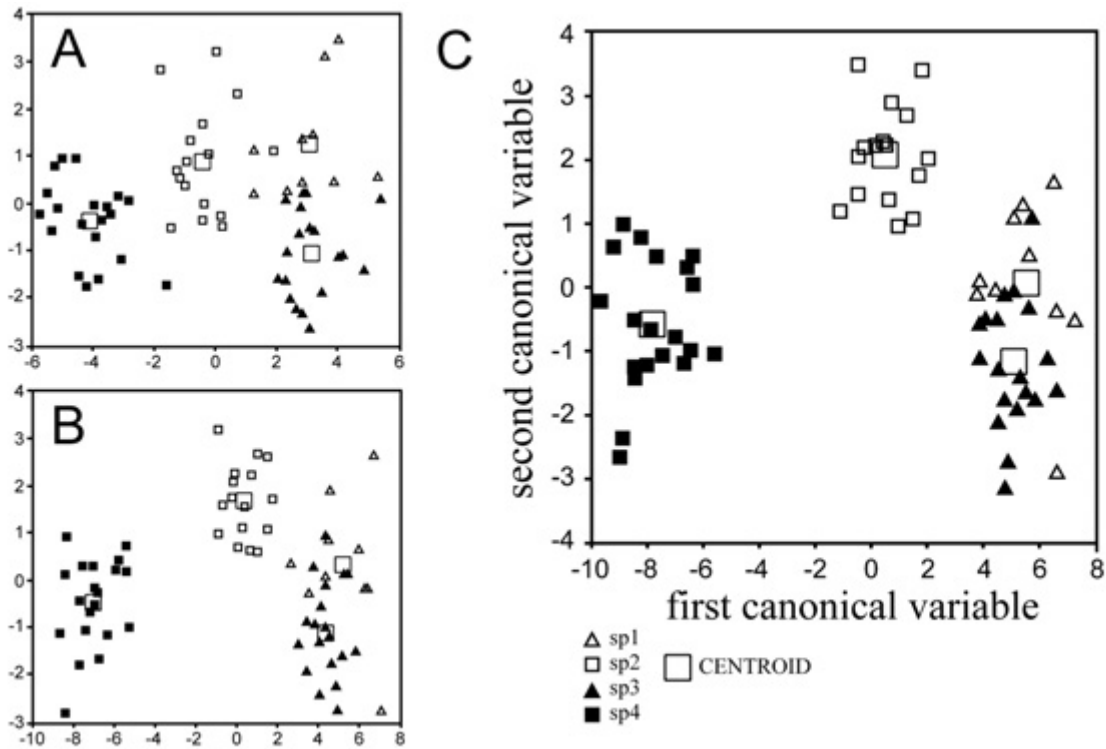 A
4
3
2
1
0
-1
-2
-3
-6 -4 -2 0 2 4 6
B
4
3
2
1
0
-1
-2
-3
-10 -8 -6 -4 -2 0 2 4 6 8
C
second canonical variable
4
3
2
1
0
-1
-2
-3
-4
-10 -8 -6 -4 -2 0 2 4 6 8
first canonical variable
sp1
sp2 CENTROID
sp3
sp4